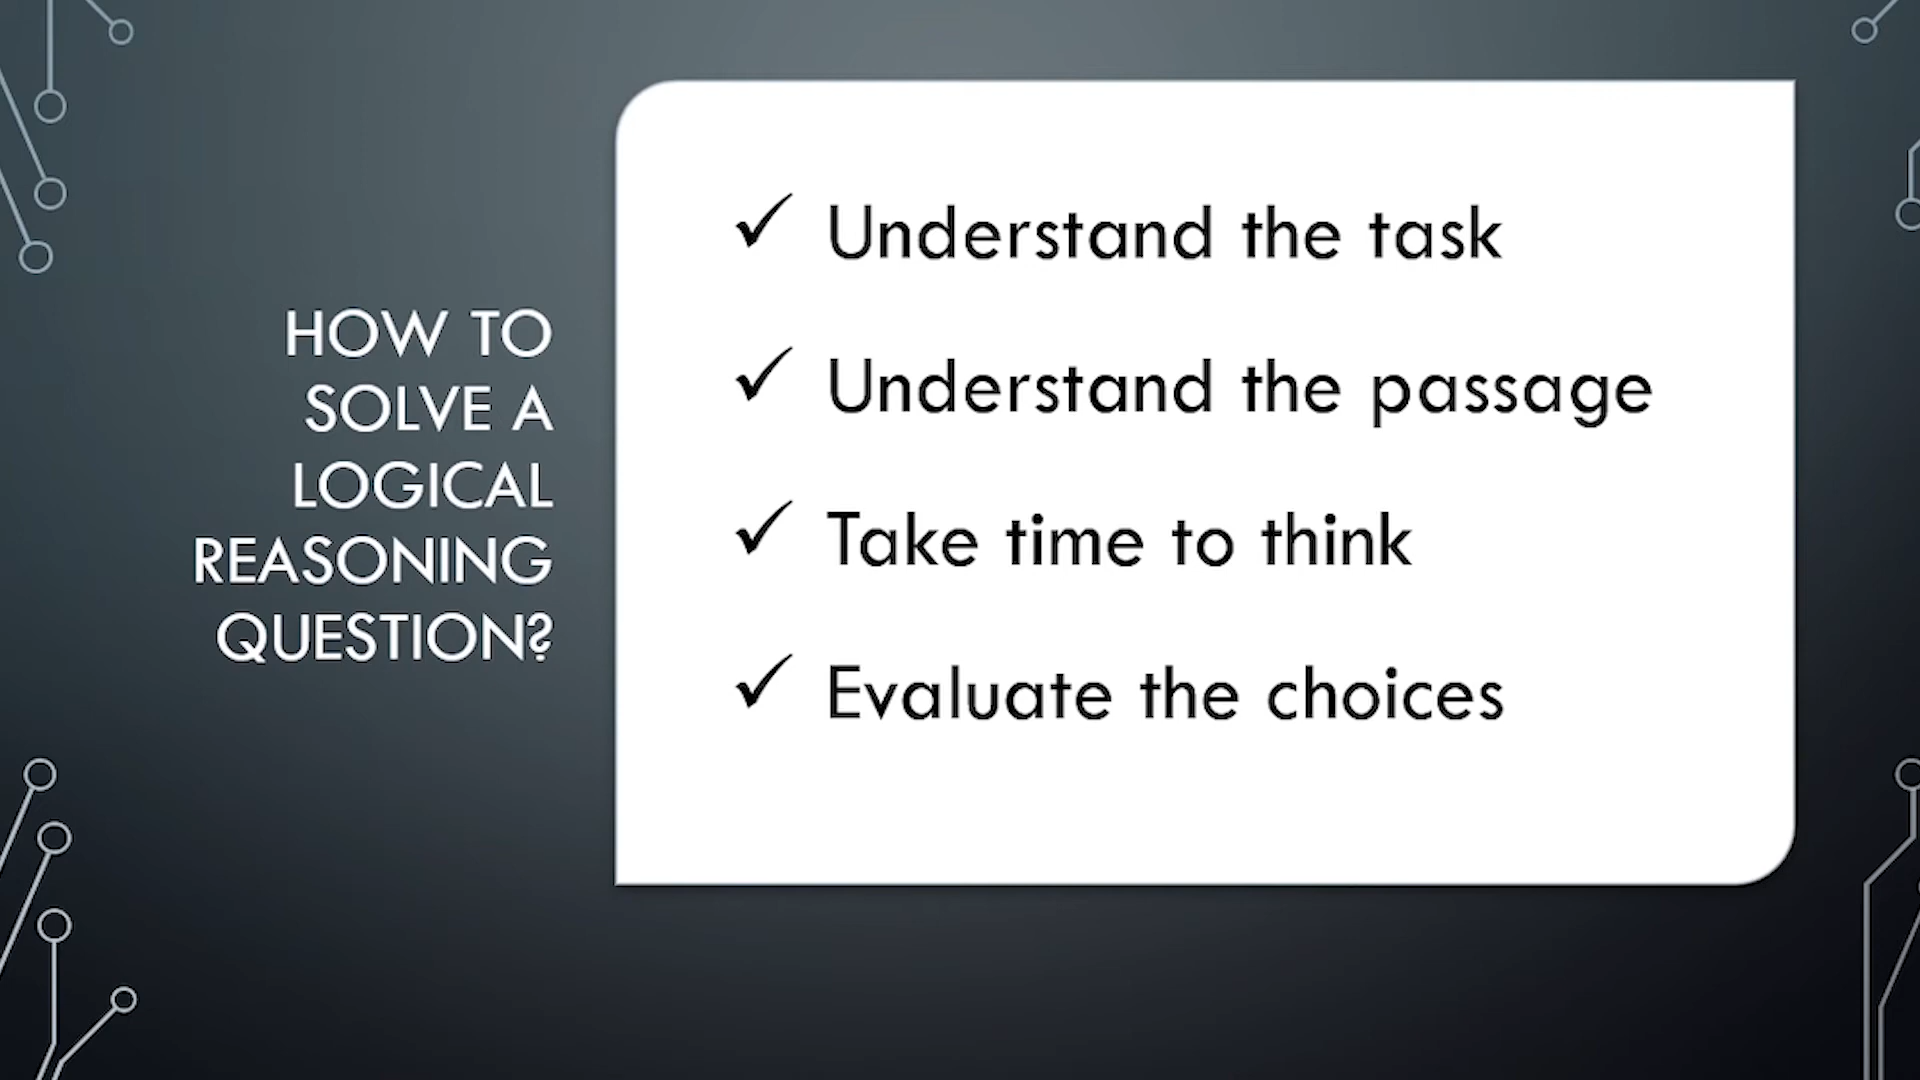 HOW TO
SOLVE A
LOGICAL
REASONING
QUESTION?
✓ Understand the task
✓ Understand the passage
✓ Take time to think
✓ Evaluate the choices